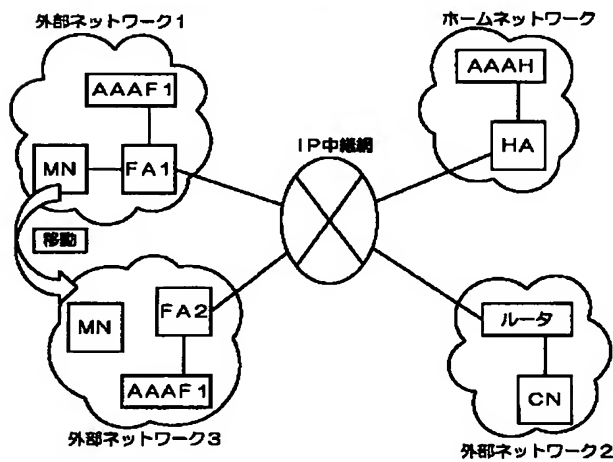 外部ネットワーク1
AAAF1
MN
FA1
移動
MN
FA2
AAAF1
外部ネットワーク3
IP中継網
ホームネットワーク
AAAH
HA
ルータ
CN
外部ネットワーク2